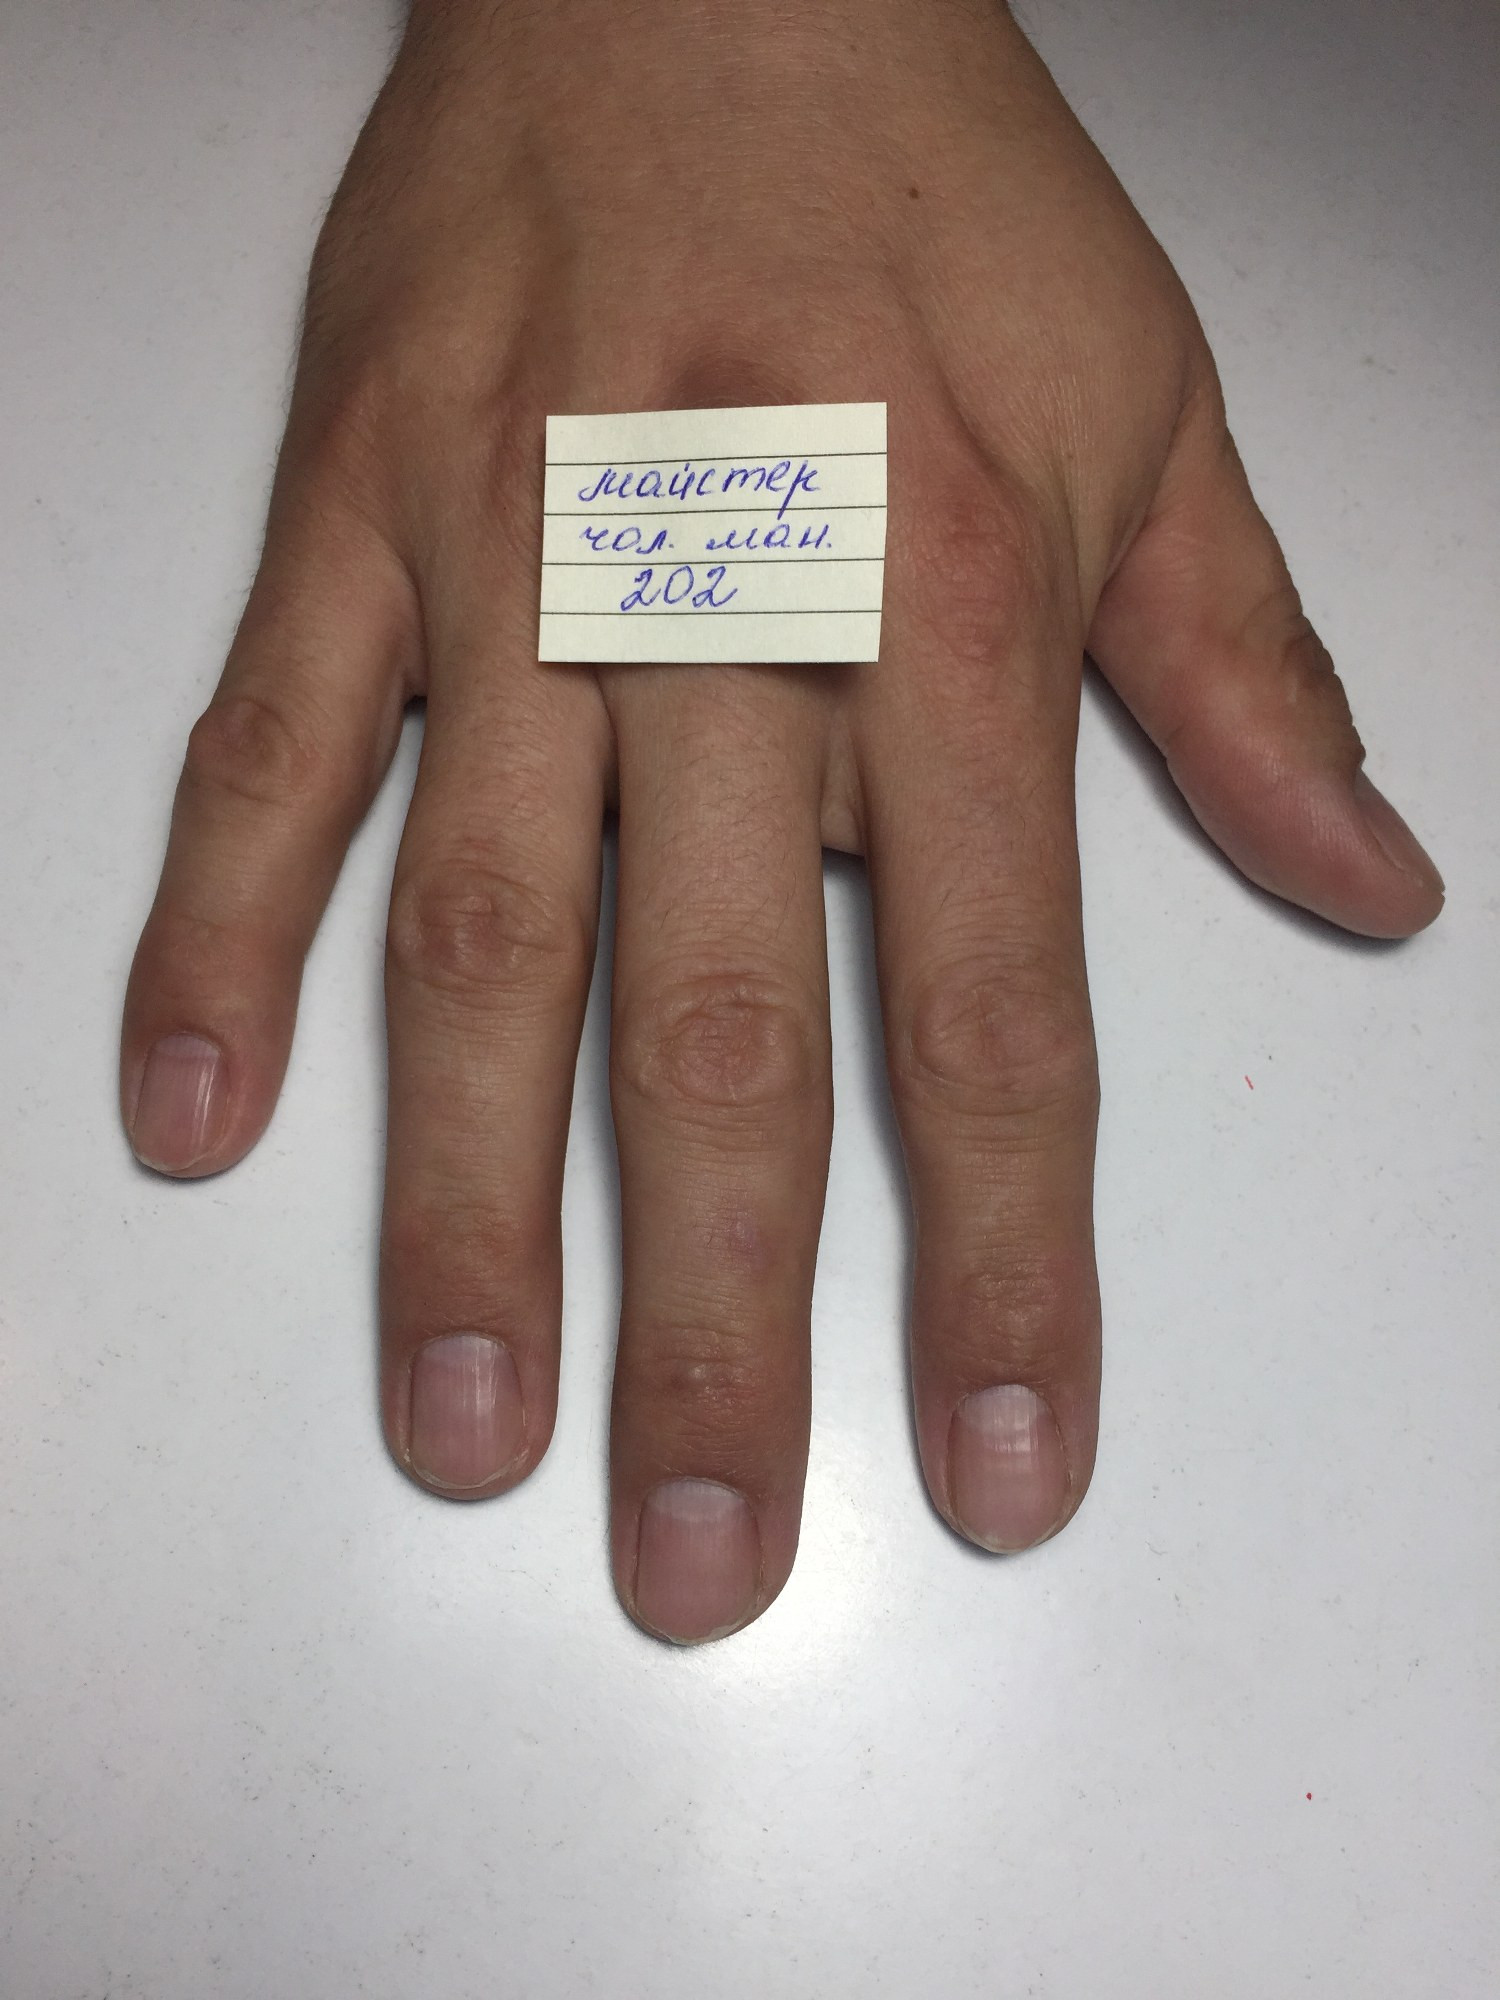 майстер
чол. ман.
202